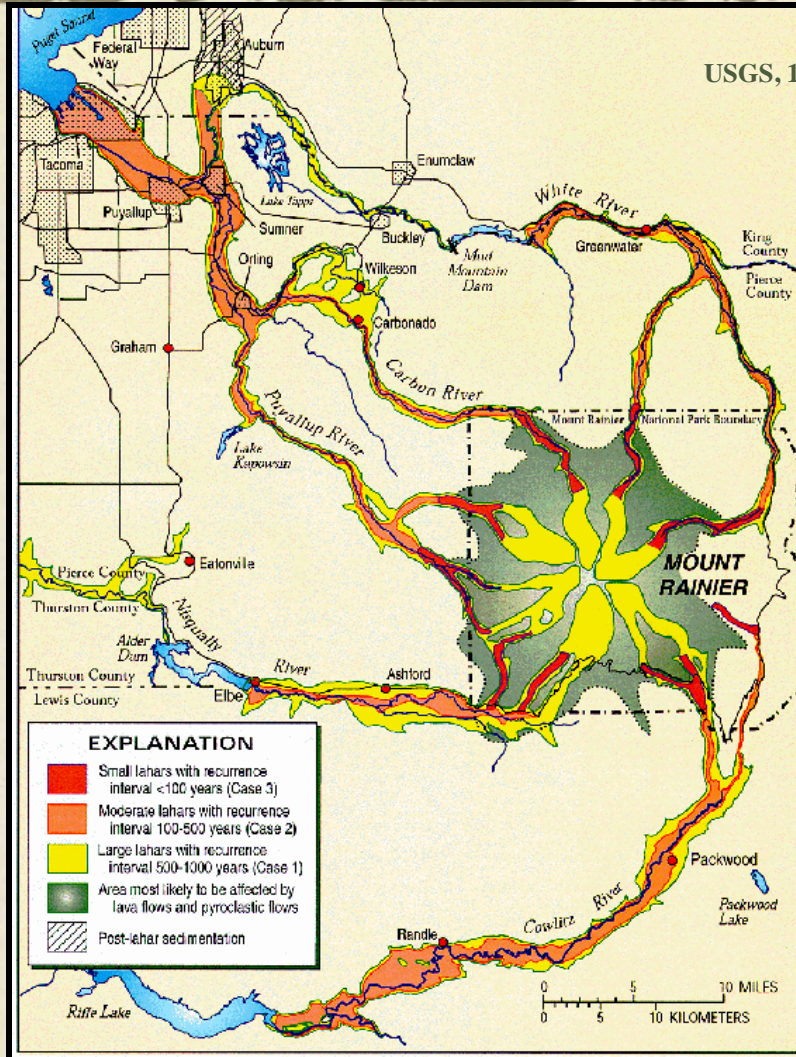 Puget Sound
Federal
Way
Auburn
USGS, 1
Tacoma
Enumclaw
Puyallup
Lake Tapps
White River
Sumner
Buckley
Greenwater
King
County
Orting
Wilkeson
Mud
Mountain
Dam
Pierce
County
Carbonado
Graham
Carbon River
Puyallup River
Mount Rainier
National Park Boundary
Lake
Kapowsin
MOUNT
RAINIER
Eatonville
Pierce County
Thurston County
Nisqually
River
Alder
Dam
Ashford
Thurston County
Elbe
Lewis County
EXPLANATION
Small lahars with recurrence
interval <100 years (Case 3)
Moderate lahars with recurrence
interval 100-500 years (Case 2)
Large lahars with recurrence
interval 500-1000 years (Case 1)
Area most likely to be affected by
lava flows and pyroclastic flows
Post-lahar sedimentation
Packwood
Packwood
Lake
Cowlitz River
Randle
Riffe Lake
0 5 10 MILES
0 5 10 KILOMETERS